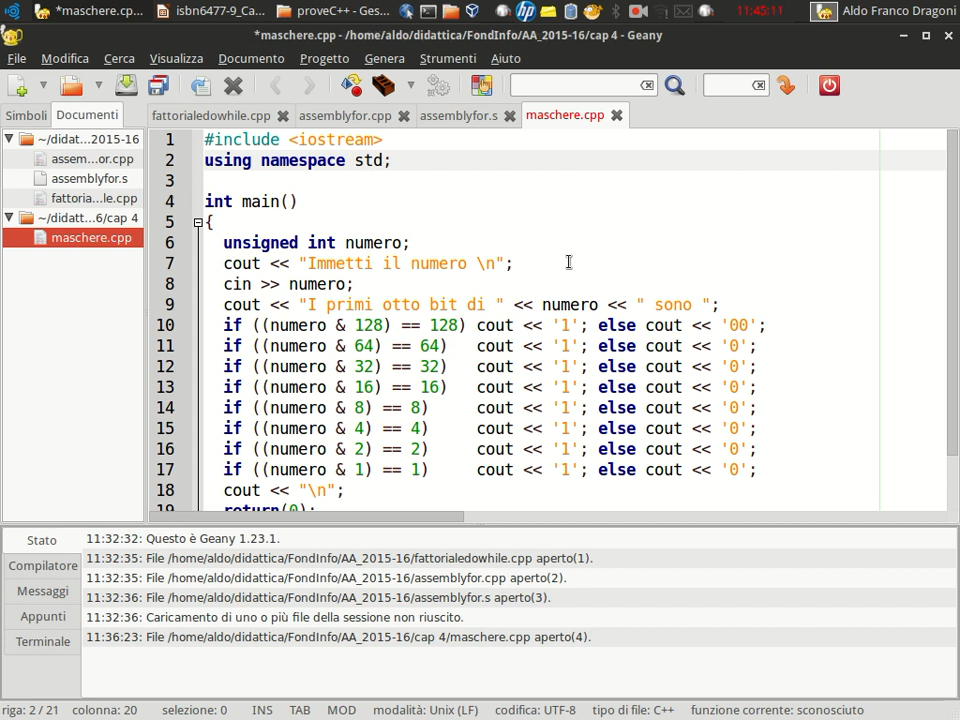 *maschere.cp... isbn6477-9_Ca... proveC++ - Ges... 11:45:11 Aldo Franco Dragoni
*maschere.cpp - /home/aldo/didattica/FondInfo/AA_2015-16/cap 4 - Geany
File Modifica Cerca Visualizza Documento Progetto Genera Strumenti Aiuto
Simboli Documenti fattorialedowhile.cpp assemblyfor.cpp assemblyfor.s maschere.cpp
~/didat...2015-16
assem...or.cpp
assemblyfor.s
fattoria...le.cpp
~/didatt...6/cap 4
maschere.cpp
1 #include <iostream>
2 using namespace std;
3
4 int main()
5 {
6 unsigned int numero;
7 cout << "Immetti il numero \n";
8 cin >> numero;
9 cout << "I primi otto bit di " << numero << " sono ";
10 if ((numero & 128) == 128) cout << '1'; else cout << '00';
11 if ((numero & 64) == 64) cout << '1'; else cout << '0';
12 if ((numero & 32) == 32) cout << '1'; else cout << '0';
13 if ((numero & 16) == 16) cout << '1'; else cout << '0';
14 if ((numero & 8) == 8) cout << '1'; else cout << '0';
15 if ((numero & 4) == 4) cout << '1'; else cout << '0';
16 if ((numero & 2) == 2) cout << '1'; else cout << '0';
17 if ((numero & 1) == 1) cout << '1'; else cout << '0';
18 cout << "\n";
19 return(0);
Stato
Compilatore
Messaggi
Appunti
Terminale
11:32:32: Questo è Geany 1.23.1.
11:32:35: File /home/aldo/didattica/FondInfo/AA_2015-16/fattorialedowhile.cpp aperto(1).
11:32:35: File /home/aldo/didattica/FondInfo/AA_2015-16/assemblyfor.cpp aperto(2).
11:32:36: File /home/aldo/didattica/FondInfo/AA_2015-16/assemblyfor.s aperto(3).
11:32:36: Caricamento di uno o più file della sessione non riuscito.
11:36:23: File /home/aldo/didattica/FondInfo/AA_2015-16/cap 4/maschere.cpp aperto(4).
riga: 2 / 21 colonna: 20 selezione: 0 INS TAB MOD modalità: Unix (LF) codifica: UTF-8 tipo di file: C++ funzione corrente: sconosciuto